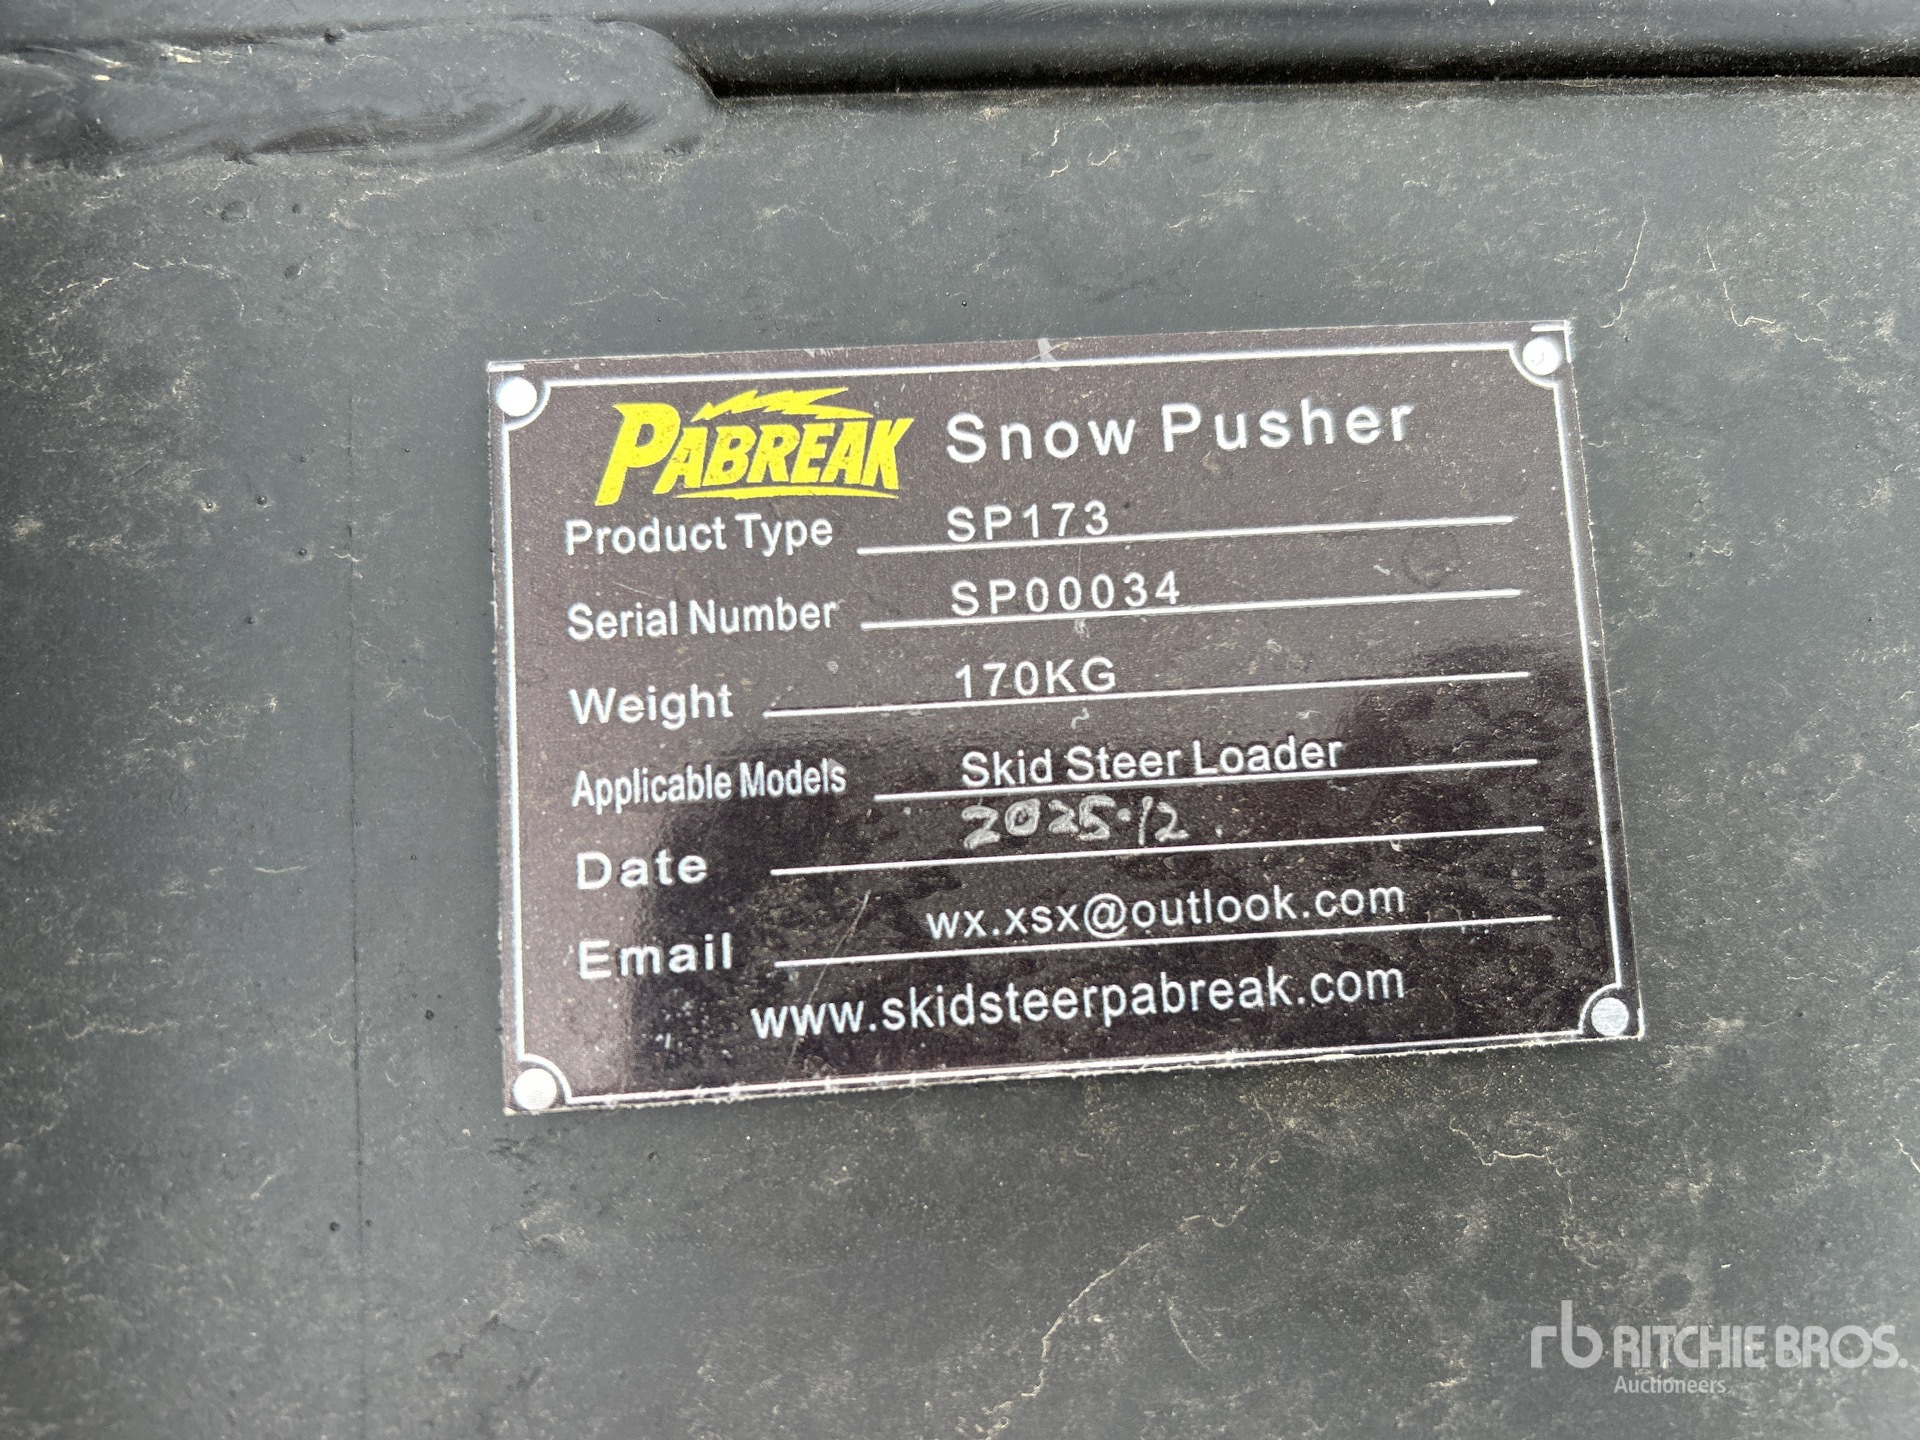 PABREAK Snow Pusher
Product Type SP173
Serial Number SP00034
Weight 170KG
Applicable Models Skid Steer Loader
Date 2025.12
Email wx.xsx@outlook.com
www.skidsteerpabreak.com
rb RITCHIE BROS.
Auctioneers